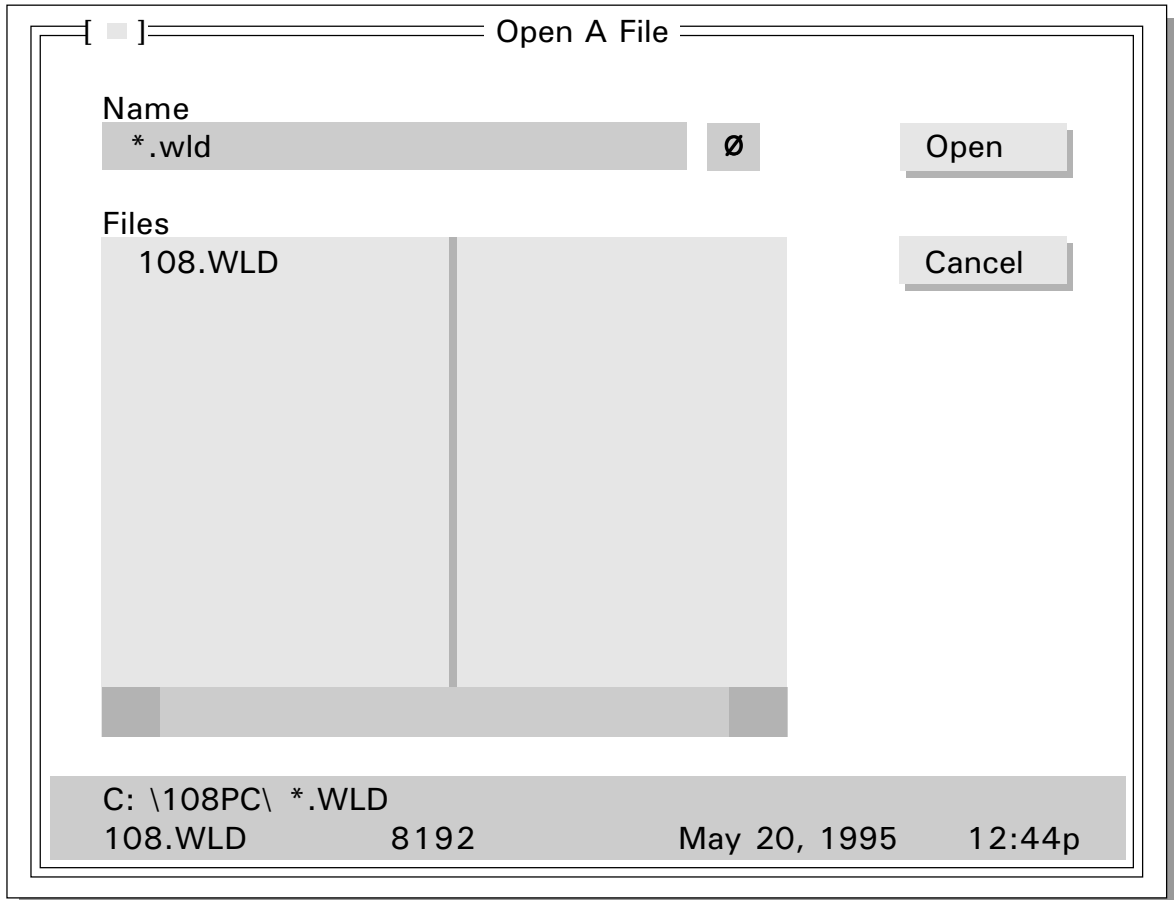 [ ] Open A File
Name
*.wld Ø Open
Files
108.WLD Cancel
C: \108PC\ *.WLD
108.WLD 8192 May 20, 1995 12:44p